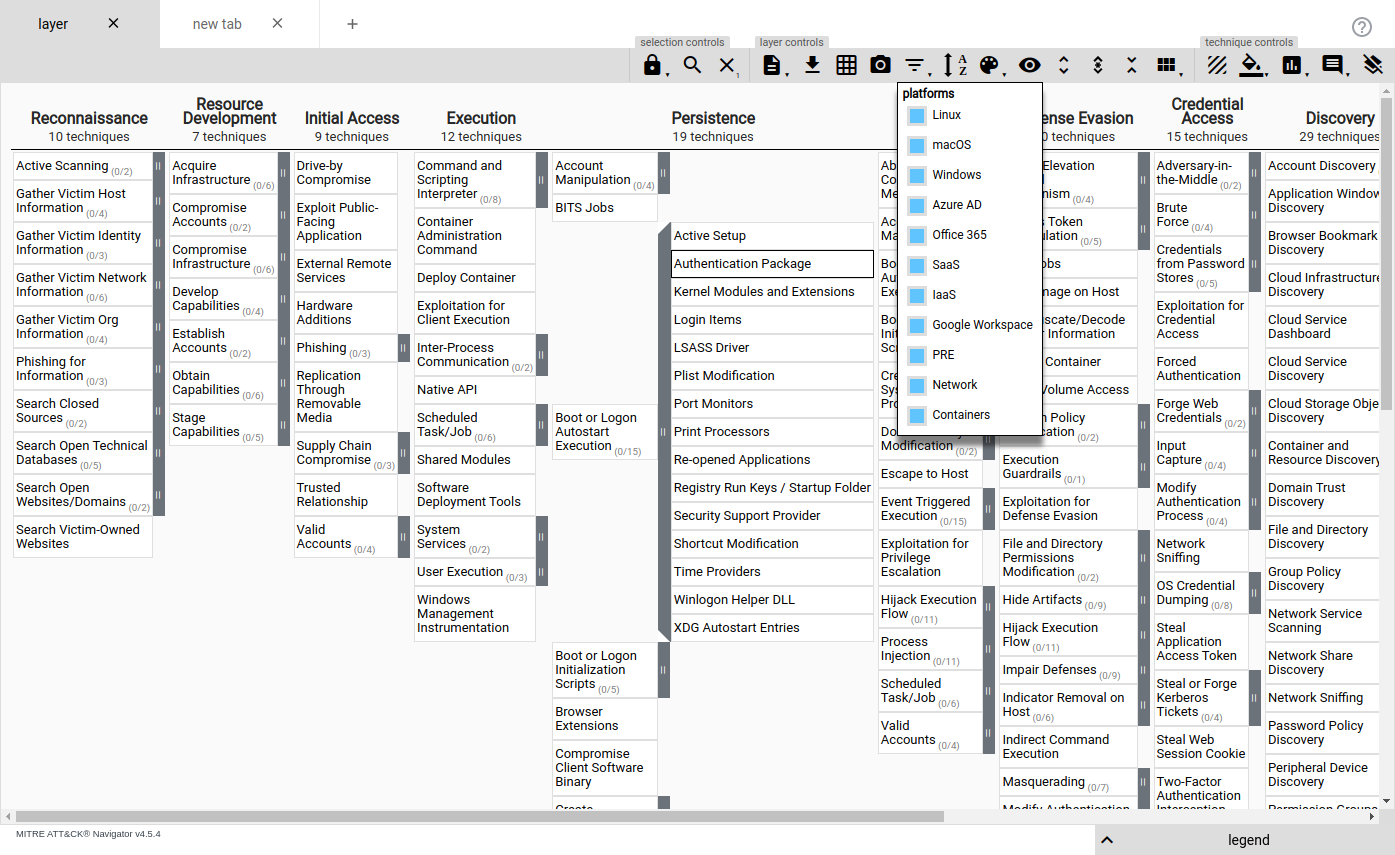 layer
new tab
selection controls
layer controls
technique controls
platforms
Linux
macOS
Windows
Azure AD
Office 365
SaaS
IaaS
Google Workspace
PRE
Network
Containers
Reconnaissance
10 techniques
Active Scanning (0/2)
Gather Victim Host
Information (0/4)
Gather Victim Identity
Information (0/3)
Gather Victim Network
Information (0/6)
Gather Victim Org
Information (0/4)
Phishing for
Information (0/3)
Search Closed
Sources (0/2)
Search Open Technical
Databases (0/5)
Search Open
Websites/Domains (0/2)
Search Victim-Owned
Websites
Resource
Development
7 techniques
Acquire
Infrastructure (0/6)
Compromise
Accounts (0/2)
Compromise
Infrastructure (0/6)
Develop
Capabilities (0/4)
Establish
Accounts (0/2)
Obtain
Capabilities (0/6)
Stage
Capabilities (0/5)
Initial Access
9 techniques
Drive-by
Compromise
Exploit Public-
Facing
Application
External Remote
Services
Hardware
Additions
Phishing (0/3)
Replication
Through
Removable
Media
Supply Chain
Compromise (0/3)
Trusted
Relationship
Valid
Accounts (0/4)
Execution
12 techniques
Command and
Scripting
Interpreter (0/8)
Container
Administration
Command
Deploy Container
Exploitation for
Client Execution
Inter-Process
Communication (0/2)
Native API
Scheduled
Task/Job (0/6)
Shared Modules
Software
Deployment Tools
System
Services (0/2)
User Execution (0/3)
Windows
Management
Instrumentation
Persistence
19 techniques
Account
Manipulation (0/4)
BITS Jobs
Boot or Logon
Autostart
Execution (0/15)
Active Setup
Authentication Package
Kernel Modules and Extensions
Login Items
LSASS Driver
Plist Modification
Port Monitors
Print Processors
Re-opened Applications
Registry Run Keys / Startup Folder
Security Support Provider
Shortcut Modification
Time Providers
Winlogon Helper DLL
XDG Autostart Entries
Boot or Logon
Initialization
Scripts (0/5)
Browser
Extensions
Compromise
Client Software
Binary
Create
Modification (0/2)
Escape to Host
Event Triggered
Execution (0/15)
Exploitation for
Privilege
Escalation
Hijack Execution
Flow (0/11)
Process
Injection (0/11)
Scheduled
Task/Job (0/6)
Valid
Accounts (0/4)
ense Evasion
0 techniques
Elevation
nism (0/4)
Token
ulation (0/5)
obs
mage on Host
scate/Decode
Information
Container
Volume Access
n Policy
cation (0/2)
Execution
Guardrails (0/1)
Exploitation for
Defense Evasion
File and Directory
Permissions
Modification (0/2)
Hide Artifacts (0/9)
Hijack Execution
Flow (0/11)
Impair Defenses (0/9)
Indicator Removal on
Host (0/6)
Indirect Command
Execution
Masquerading (0/7)
Modify Authentication
Credential
Access
15 techniques
Adversary-in-
the-Middle (0/2)
Brute
Force (0/4)
Credentials
from Password
Stores (0/5)
Exploitation for
Credential
Access
Forced
Authentication
Forge Web
Credentials (0/2)
Input
Capture (0/4)
Modify
Authentication
Process (0/4)
Network
Sniffing
OS Credential
Dumping (0/8)
Steal
Application
Access Token
Steal or Forge
Kerberos
Tickets (0/4)
Steal Web
Session Cookie
Two-Factor
Authentication
Interception
Discovery
29 techniques
Account Discovery
Application Window
Discovery
Browser Bookmark
Discovery
Cloud Infrastructure
Discovery
Cloud Service
Dashboard
Cloud Service
Discovery
Cloud Storage Obje
Discovery
Container and
Resource Discovery
Domain Trust
Discovery
File and Directory
Discovery
Group Policy
Discovery
Network Service
Scanning
Network Share
Discovery
Network Sniffing
Password Policy
Discovery
Peripheral Device
Discovery
Permission Groups
MITRE ATT&CK® Navigator v4.5.4
legend